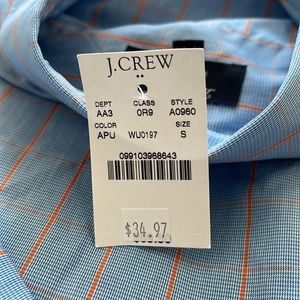 J.CREW
DEPT CLASS STYLE
AA3 0R9 A0960
COLOR SIZE
APU WU0197 S
099103968643
$34.97